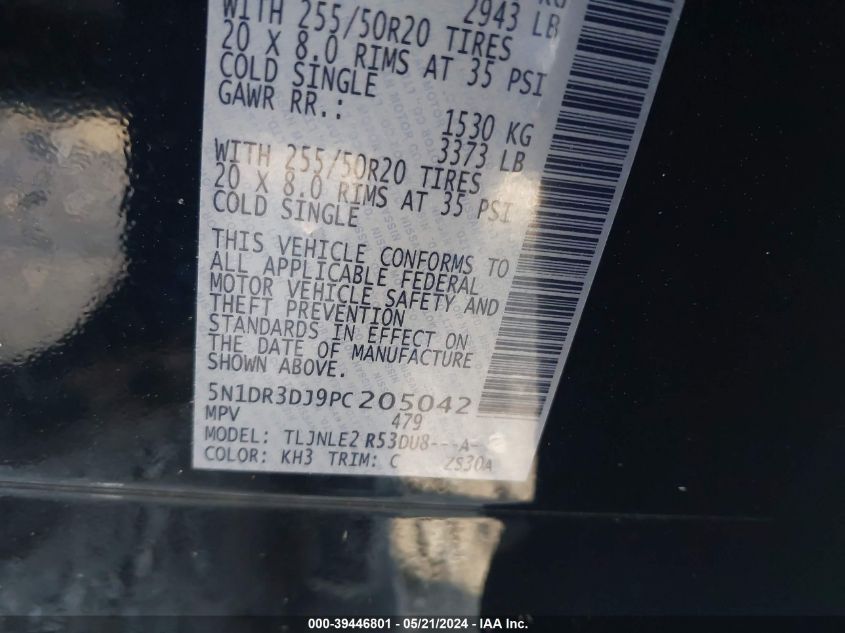 KG
2943 LB
WITH 255/50R20 TIRES
20 X 8.0 RIMS AT 35 PSI
COLD SINGLE
GAWR RR.:
1530 KG
3373 LB
WITH 255/50R20 TIRES
20 X 8.0 RIMS AT 35 PSI
COLD SINGLE
THIS VEHICLE CONFORMS TO
ALL APPLICABLE FEDERAL
MOTOR VEHICLE SAFETY AND
THEFT PREVENTION
STANDARDS IN EFFECT ON
THE DATE OF MANUFACTURE
SHOWN ABOVE.
5N1DR3DJ9PC205042
MPV 479
MODEL: TLJNLE2 R53DU8---A-
COLOR: KH3 TRIM: C 2S30A
000-39446801 / 05/21/2024 - IAA Inc.